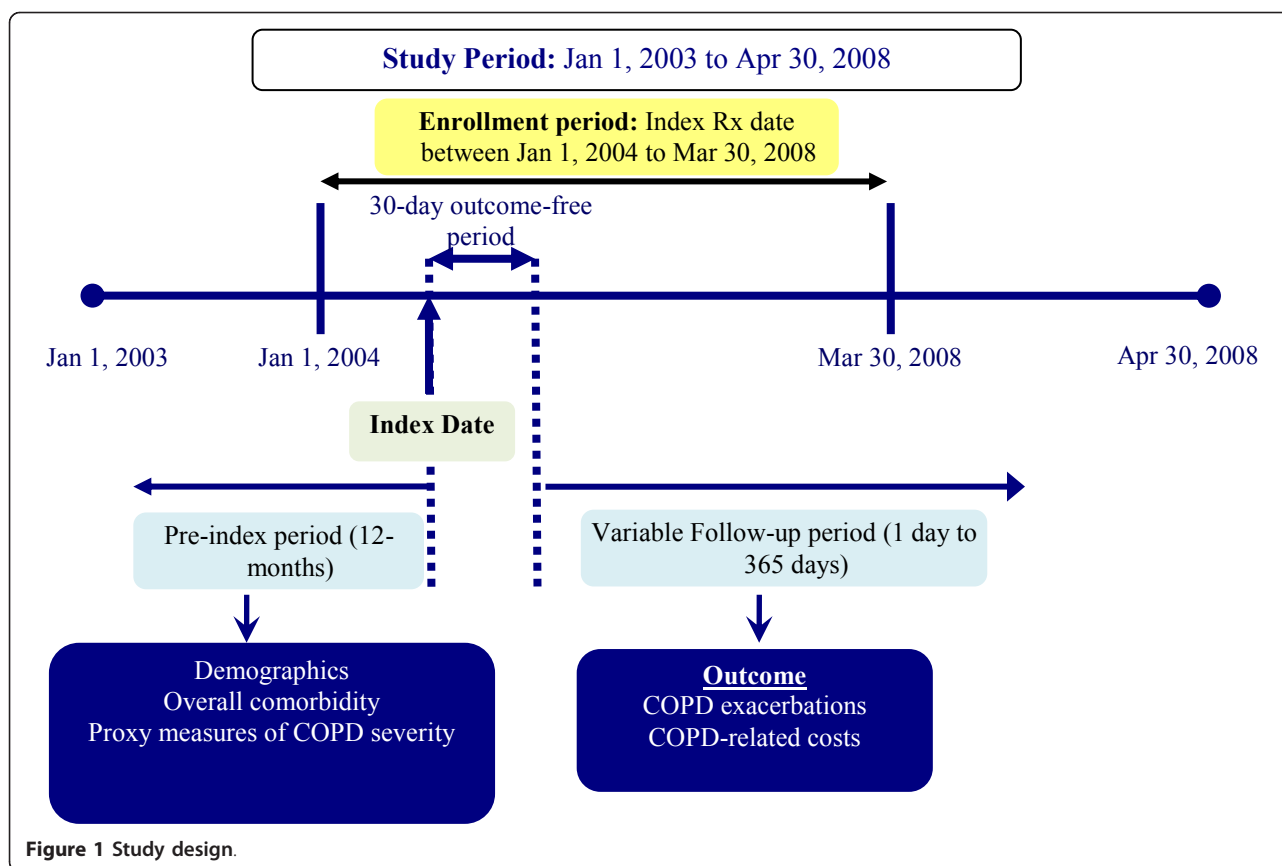 Study Period: Jan 1, 2003 to Apr 30, 2008
Enrollment period: Index Rx date
between Jan 1, 2004 to Mar 30, 2008
30-day outcome-free
period
Jan 1, 2003
Jan 1, 2004
Mar 30, 2008
Apr 30, 2008
Index Date
Pre-index period (12-
months)
Variable Follow-up period (1 day to
365 days)
Demographics
Overall comorbidity
Proxy measures of COPD severity
Outcome
COPD exacerbations
COPD-related costs
Figure 1 Study design.